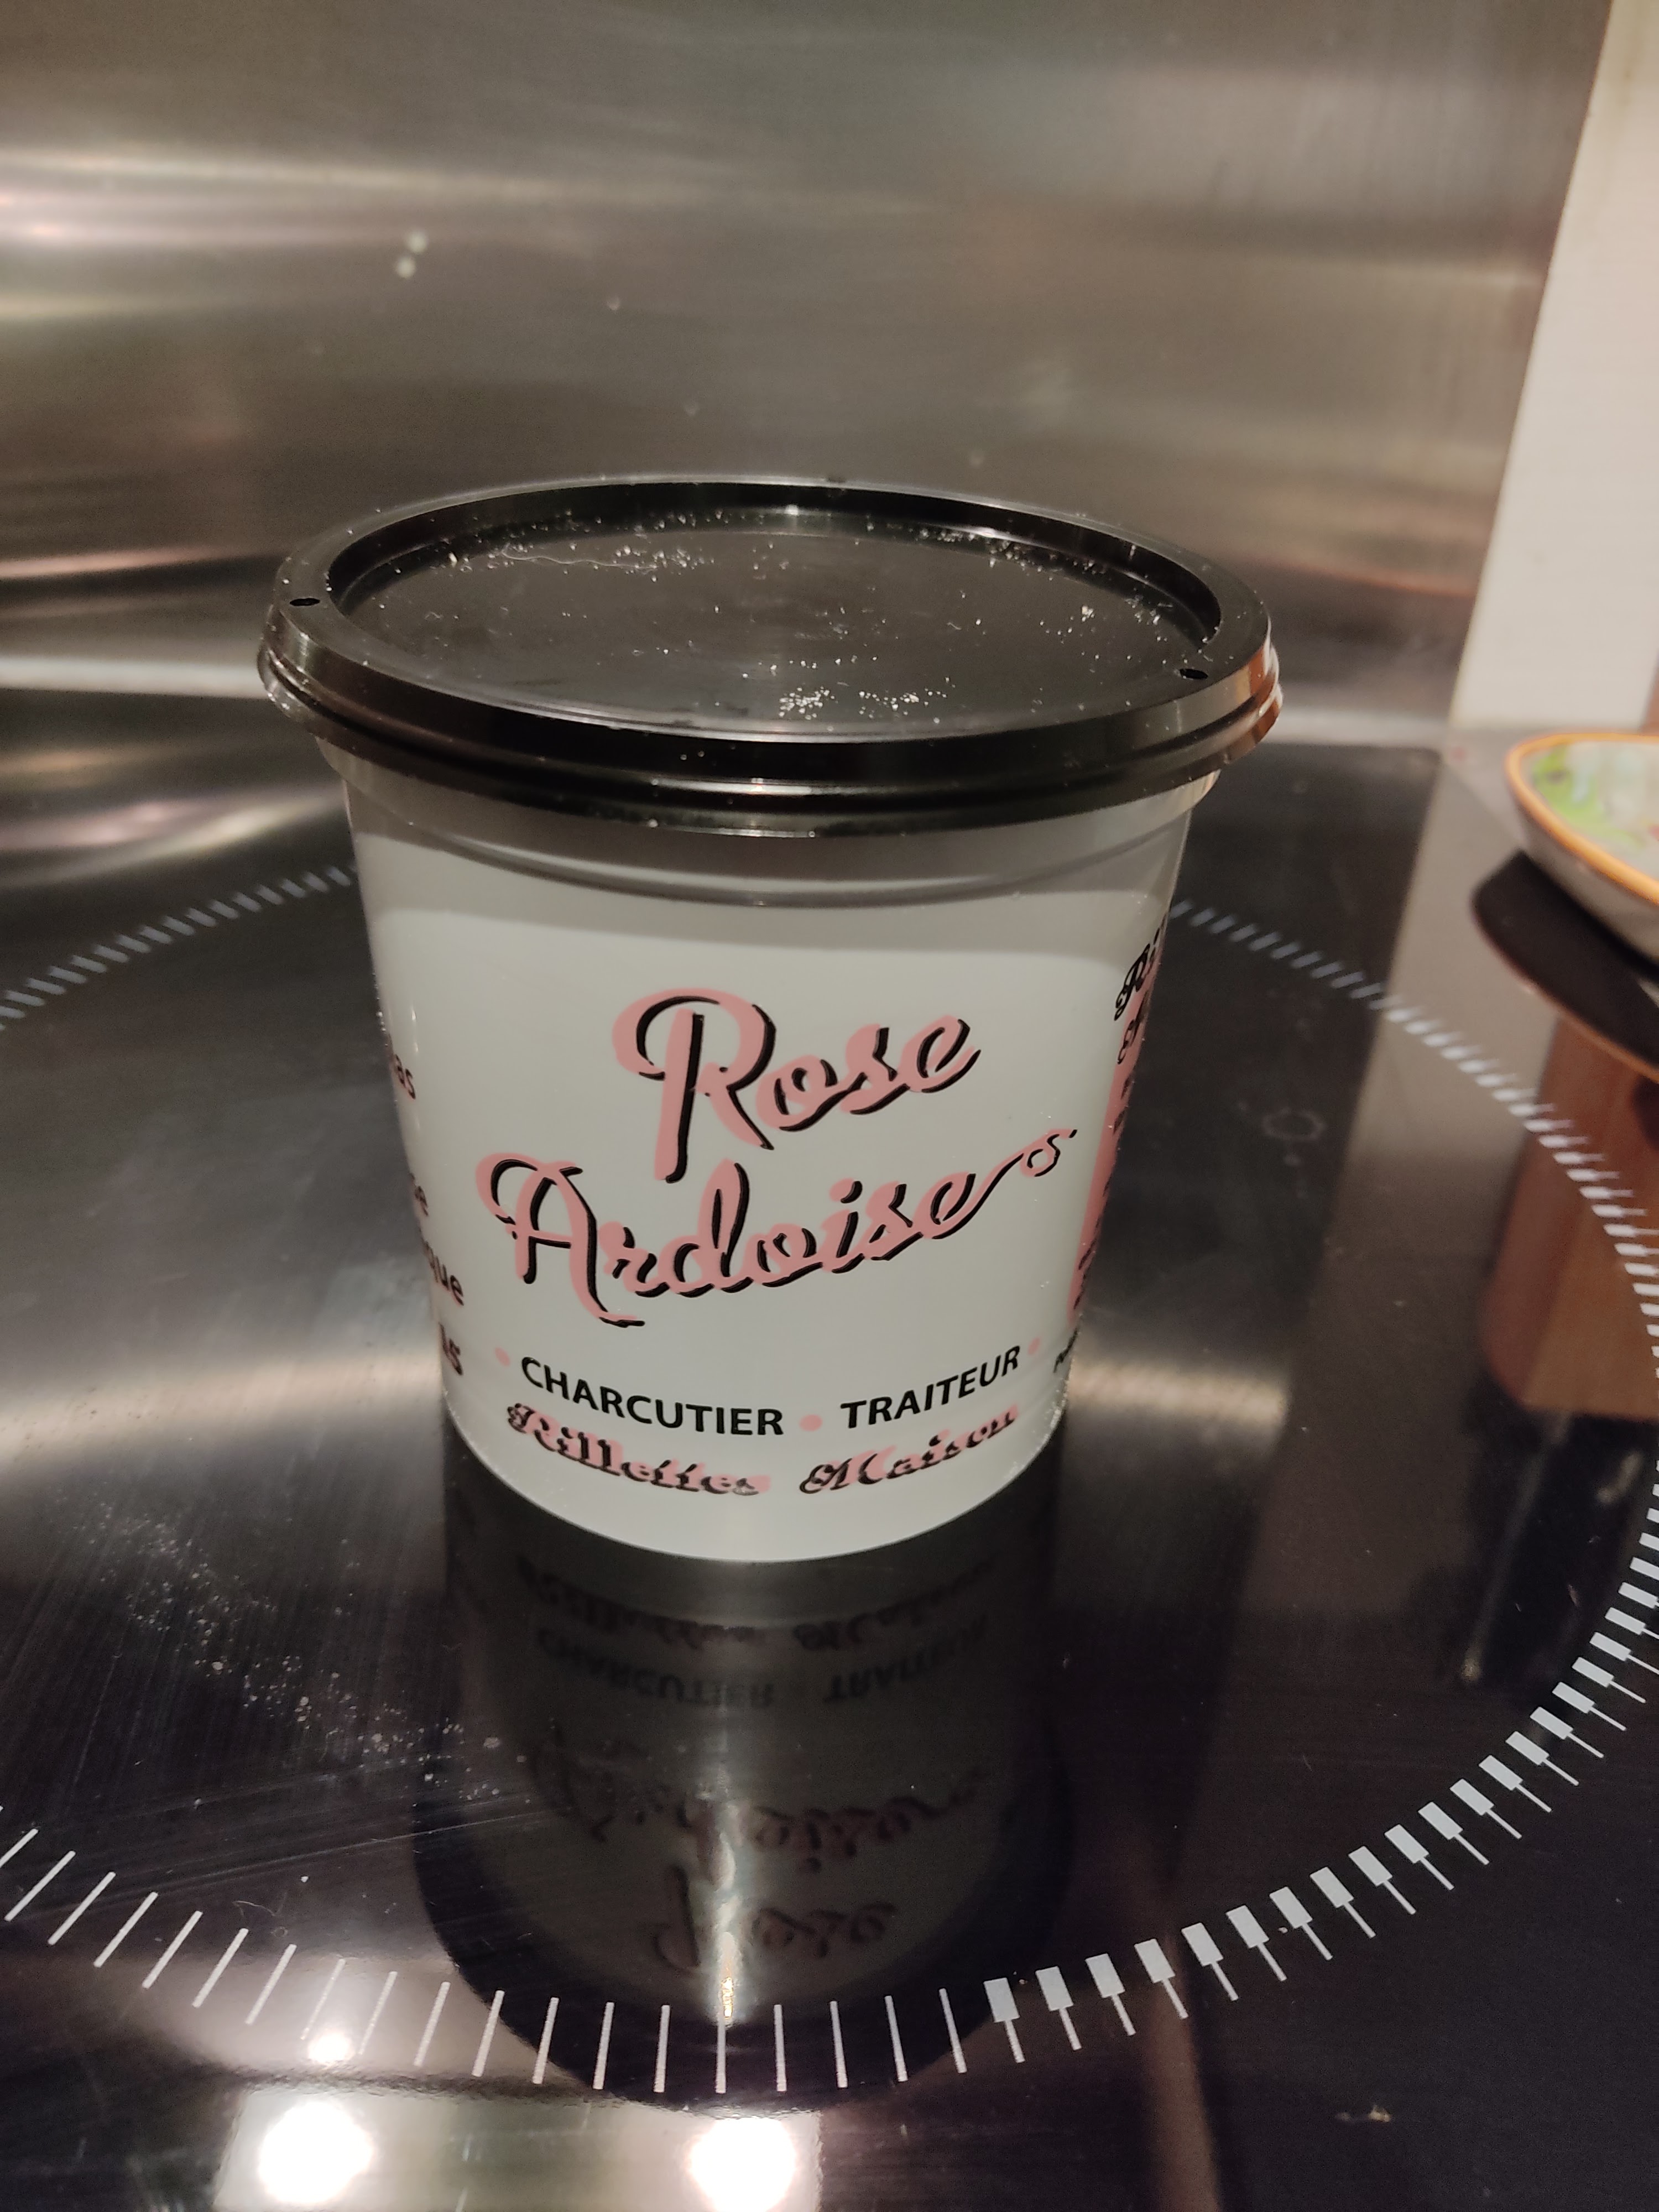 Rose
Ardoise
• CHARCUTIER • TRAITEUR •
Rillettes Maison